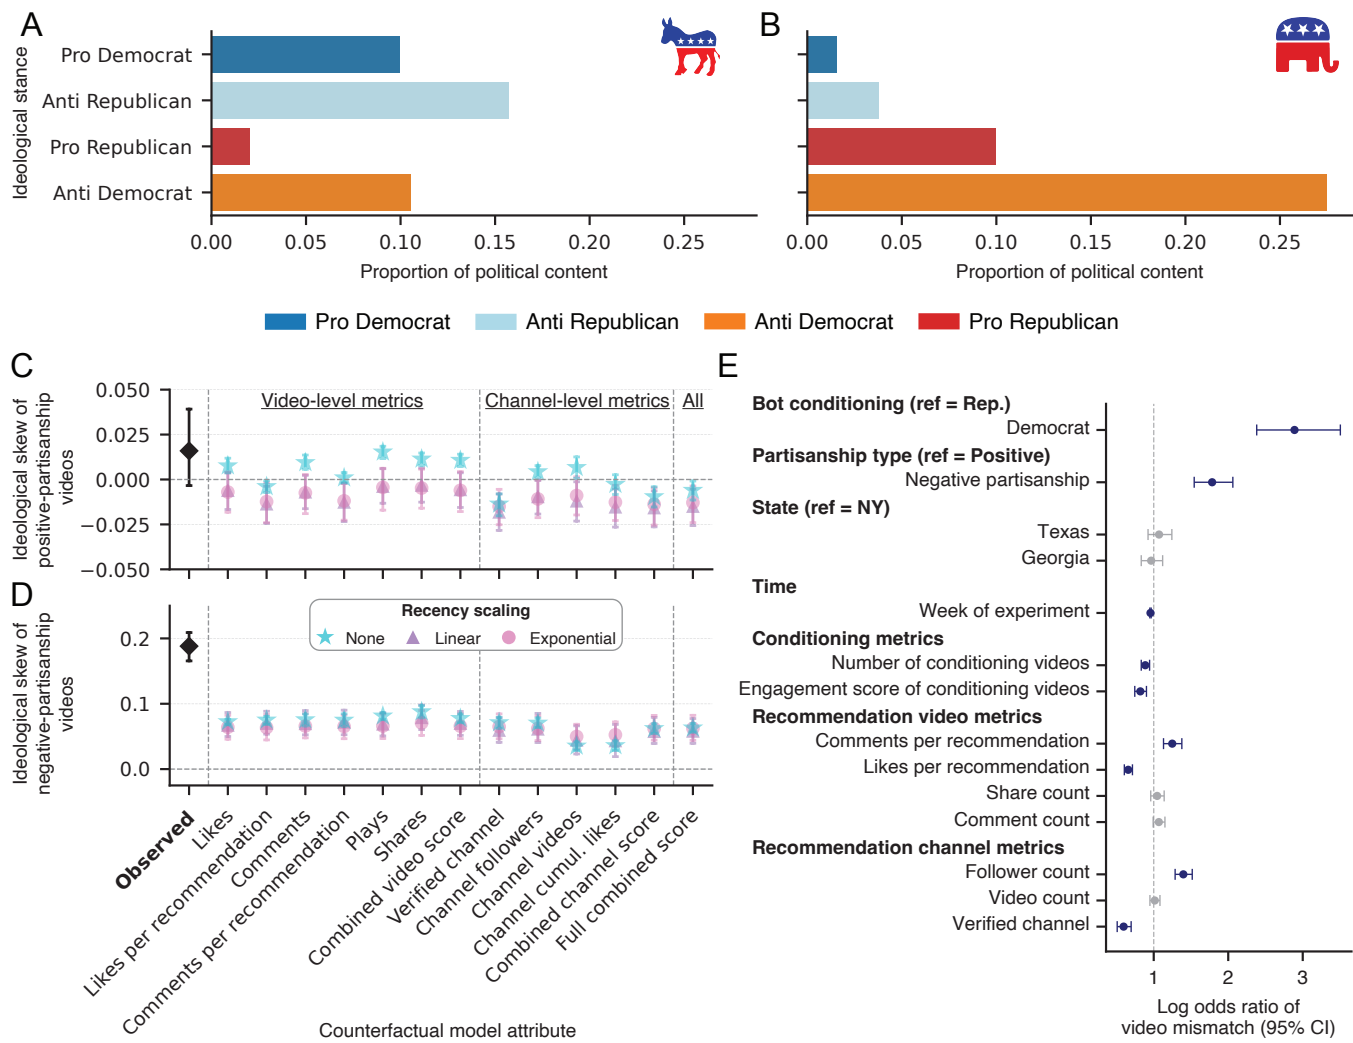 A
B
Ideological stance
Pro Democrat
Anti Republican
Pro Republican
Anti Democrat
0.00 0.05 0.10 0.15 0.20 0.25
Proportion of political content
0.00 0.05 0.10 0.15 0.20 0.25
Proportion of political content
Pro Democrat Anti Republican Anti Democrat Pro Republican
C
Ideological skew of
positive-partisanship
videos
0.050
0.025
0.000
−0.025
−0.050
Video-level metrics
Channel-level metrics
All
D
Ideological skew of
negative-partisanship
videos
0.2
0.1
0.0
Recency scaling
None Linear Exponential
Observed
Likes
Likes per recommendation
Comments
Comments per recommendation
Plays
Shares
Combined video score
Verified channel
Channel followers
Channel videos
Channel cumul. likes
Combined channel score
Full combined score
Counterfactual model attribute
E
Bot conditioning (ref = Rep.)
Democrat
Partisanship type (ref = Positive)
Negative partisanship
State (ref = NY)
Texas
Georgia
Time
Week of experiment
Conditioning metrics
Number of conditioning videos
Engagement score of conditioning videos
Recommendation video metrics
Comments per recommendation
Likes per recommendation
Share count
Comment count
Recommendation channel metrics
Follower count
Video count
Verified channel
1 2 3
Log odds ratio of
video mismatch (95% CI)